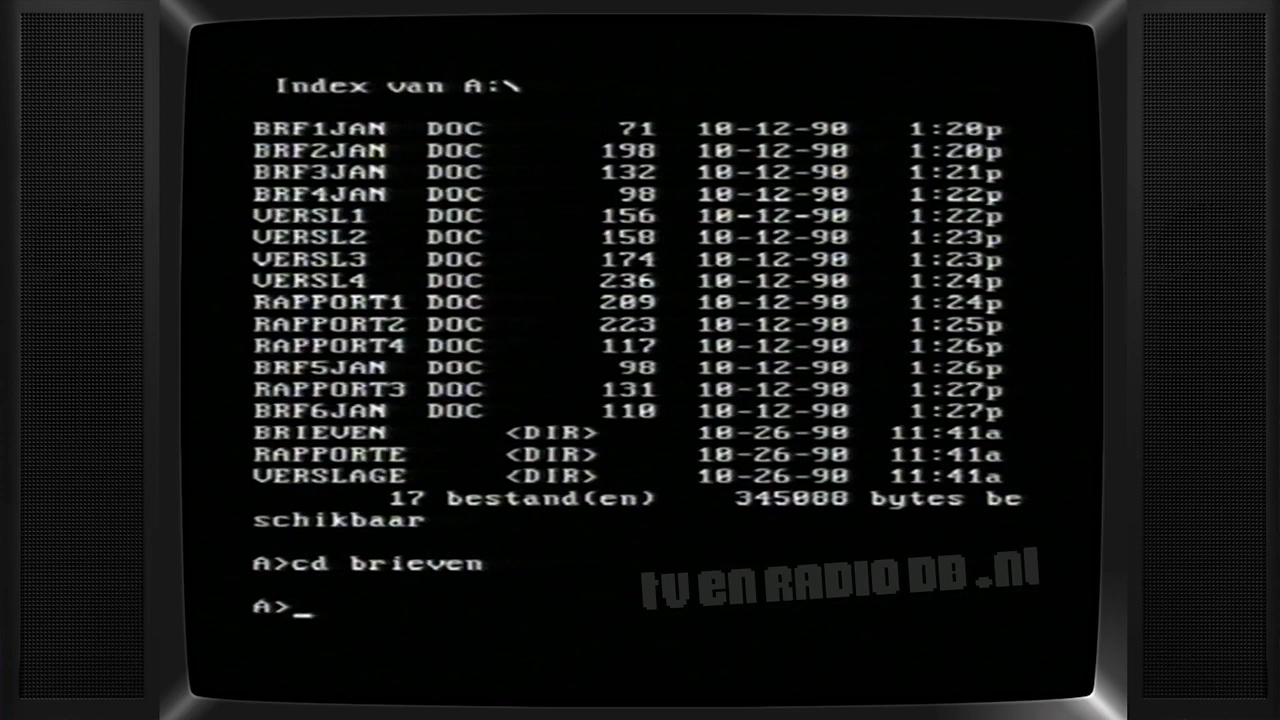 Index van A:\
BRF1JAN DOC 71 10-12-90 1:20p
BRF2JAN DOC 198 10-12-90 1:20p
BRF3JAN DOC 132 10-12-90 1:21p
BRF4JAN DOC 98 10-12-90 1:22p
VERSL1 DOC 156 10-12-90 1:22p
VERSL2 DOC 158 10-12-90 1:23p
VERSL3 DOC 174 10-12-90 1:23p
VERSL4 DOC 236 10-12-90 1:24p
RAPPORT1 DOC 209 10-12-90 1:24p
RAPPORT2 DOC 223 10-12-90 1:25p
RAPPORT4 DOC 117 10-12-90 1:26p
BRF5JAN DOC 98 10-12-90 1:26p
RAPPORT3 DOC 131 10-12-90 1:27p
BRF6JAN DOC 110 10-12-90 1:27p
BRIEVEN <DIR> 10-26-90 11:41a
RAPPORTE <DIR> 10-26-90 11:41a
VERSLAGE <DIR> 10-26-90 11:41a
17 bestand(en) 345088 bytes be
schikbaar
A>cd brieven
A>_
tv en RADIO DB .nl